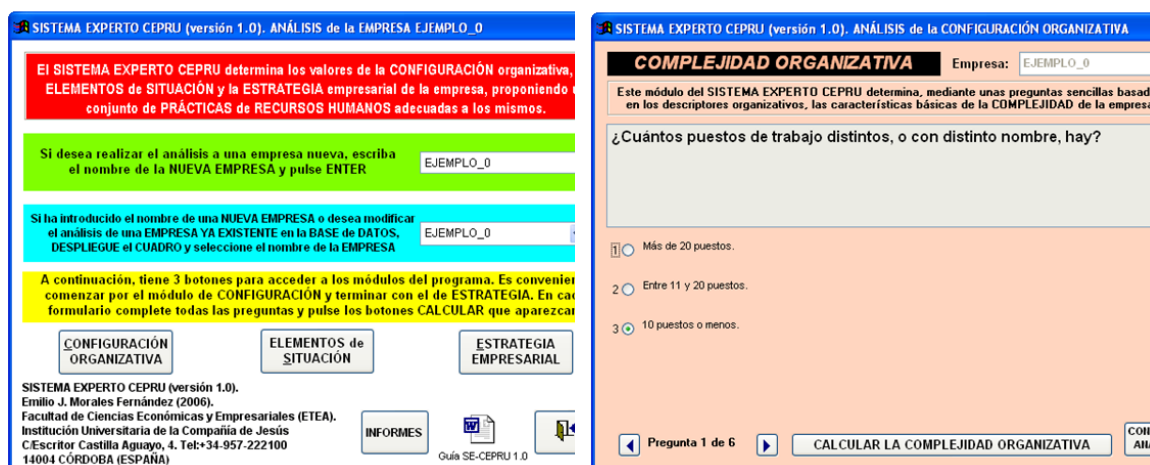 SISTEMA EXPERTO CEPRU (versión 1.0). ANÁLISIS de la EMPRESA EJEMPLO_0
El SISTEMA EXPERTO CEPRU determina los valores de la CONFIGURACIÓN organizativa,
ELEMENTOS de SITUACIÓN y la ESTRATEGIA empresarial de la empresa, proponiendo
conjunto de PRÁCTICAS de RECURSOS HUMANOS adecuadas a los mismos.
Si desea realizar el análisis a una empresa nueva, escriba
el nombre de la NUEVA EMPRESA y pulse ENTER
EJEMPLO_0
Si ha introducido el nombre de una NUEVA EMPRESA o desea modificar
el análisis de una EMPRESA YA EXISTENTE en la BASE de DATOS,
DESPLIEGUE el CUADRO y seleccione el nombre de la EMPRESA
EJEMPLO_0
A continuación, tiene 3 botones para acceder a los módulos del programa. Es convenien
comenzar por el módulo de CONFIGURACIÓN y terminar con el de ESTRATEGIA. En cad
formulario complete todas las preguntas y pulse los botones CALCULAR que aparezcan
CONFIGURACIÓN
ORGANIZATIVA
ELEMENTOS de
SITUACIÓN
ESTRATEGIA
EMPRESARIAL
SISTEMA EXPERTO CEPRU (versión 1.0).
Emilio J. Morales Fernández (2006).
Facultad de Ciencias Económicas y Empresariales (ETEA).
Institución Universitaria de la Compañía de Jesús
C/Escritor Castilla Aguayo, 4. Tel:+34-957-222100
14004 CÓRDOBA (ESPAÑA)
INFORMES
Guía SE-CEPRU 1.0
SISTEMA EXPERTO CEPRU (versión 1.0). ANÁLISIS de la CONFIGURACIÓN ORGANIZATIVA
COMPLEJIDAD ORGANIZATIVA
Empresa:
EJEMPLO_0
Este módulo del SISTEMA EXPERTO CEPRU determina, mediante unas preguntas sencillas basad
en los descriptores organizativos, las características básicas de la COMPLEJIDAD de la empresa
¿Cuántos puestos de trabajo distintos, o con distinto nombre, hay?
1 Más de 20 puestos.
2 Entre 11 y 20 puestos.
3 10 puestos o menos.
Pregunta 1 de 6
CALCULAR LA COMPLEJIDAD ORGANIZATIVA
CON